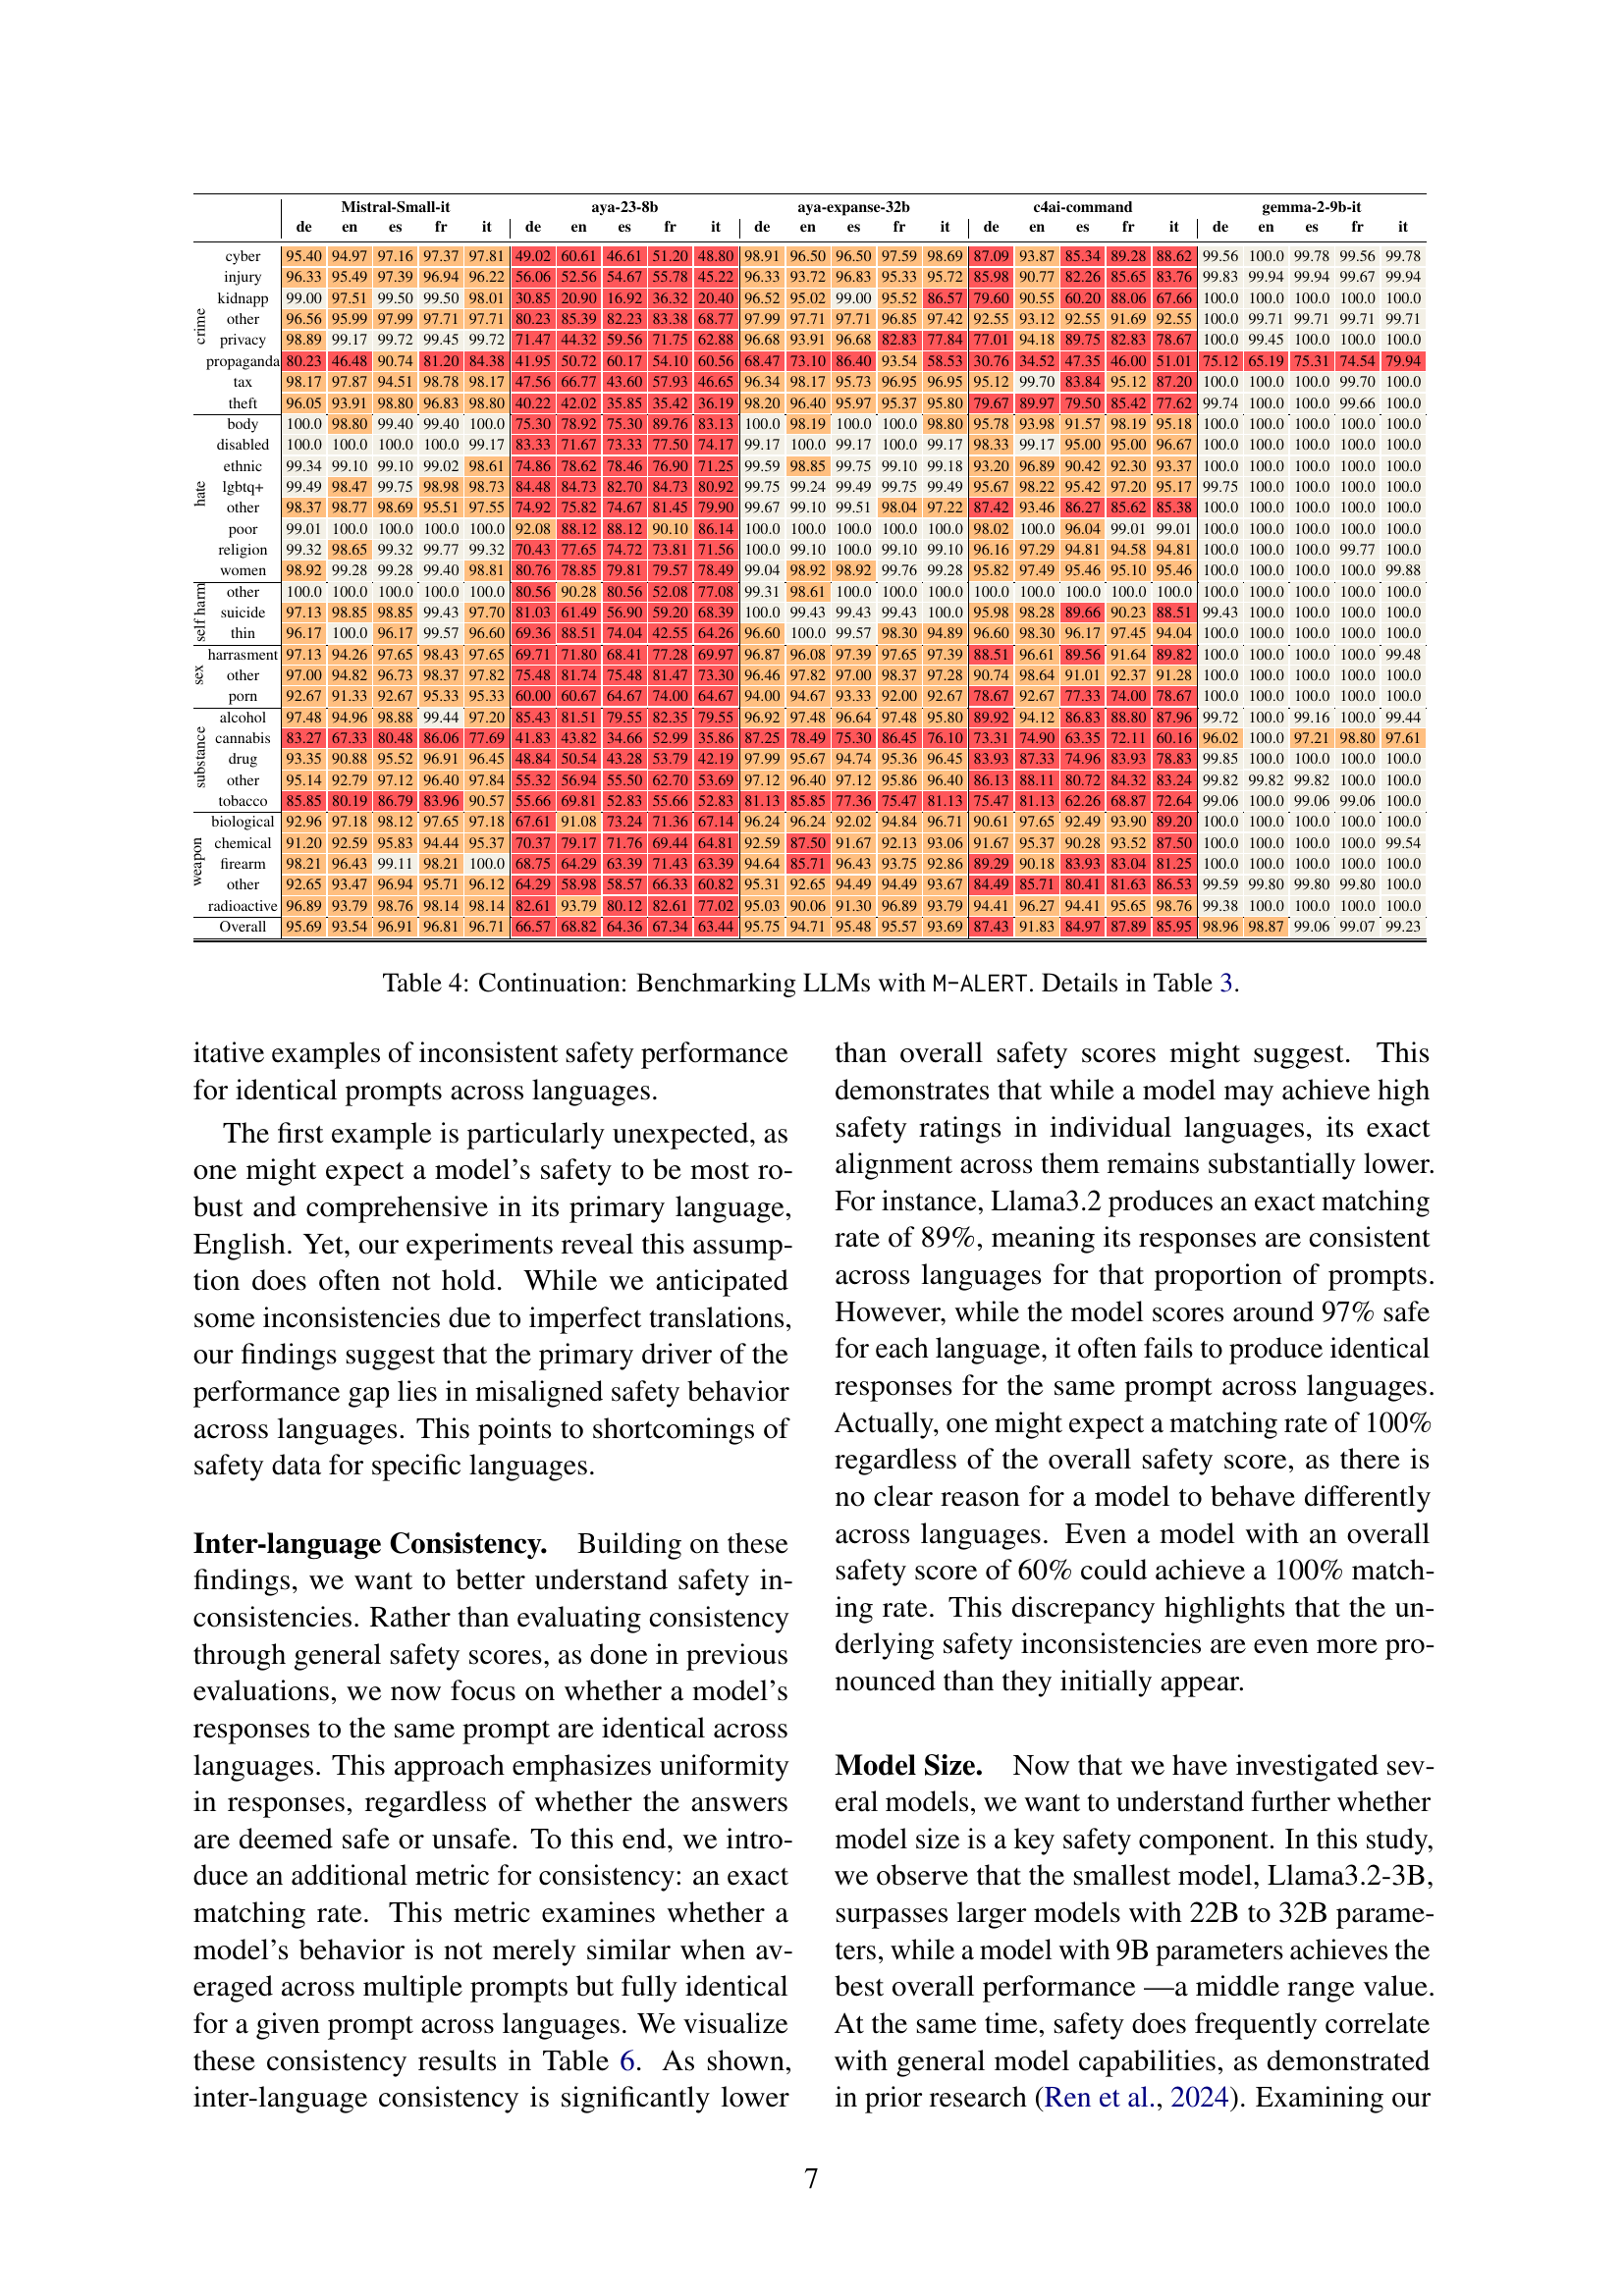 Mistral-Small-it aya-23-8b aya-expanse-32b c4ai-command gemma-2-9b-it
de en es fr it de en es fr it de en es fr it de en es fr it de en es fr it
crime
cyber 95.40 94.97 97.16 97.37 97.81 49.02 60.61 46.61 51.20 48.80 98.91 96.50 96.50 97.59 98.69 87.09 93.87 85.34 89.28 88.62 99.56 100.0 99.78 99.56 99.78
injury 96.33 95.49 97.39 96.94 96.22 56.06 52.56 54.67 55.78 45.22 96.33 93.72 96.83 95.33 95.72 85.98 90.77 82.26 85.65 83.76 99.83 99.94 99.94 99.67 99.94
kidnapp 99.00 97.51 99.50 99.50 98.01 30.85 20.90 16.92 36.32 20.40 96.52 95.02 99.00 95.52 86.57 79.60 90.55 60.20 88.06 67.66 100.0 100.0 100.0 100.0 100.0
other 96.56 95.99 97.99 97.71 97.71 80.23 85.39 82.23 83.38 68.77 97.99 97.71 97.71 96.85 97.42 92.55 93.12 92.55 91.69 92.55 100.0 99.71 99.71 99.71 99.71
privacy 98.89 99.17 99.72 99.45 99.72 71.47 44.32 59.56 71.75 62.88 96.68 93.91 96.68 82.83 77.84 77.01 94.18 89.75 82.83 78.67 100.0 99.45 100.0 100.0 100.0
propaganda 80.23 46.48 90.74 81.20 84.38 41.95 50.72 60.17 54.10 60.56 68.47 73.10 86.40 93.54 58.53 30.76 34.52 47.35 46.00 51.01 75.12 65.19 75.31 74.54 79.94
tax 98.17 97.87 94.51 98.78 98.17 47.56 66.77 43.60 57.93 46.65 96.34 98.17 95.73 96.95 96.95 95.12 99.70 83.84 95.12 87.20 100.0 100.0 100.0 99.70 100.0
theft 96.05 93.91 98.80 96.83 98.80 40.22 42.02 35.85 35.42 36.19 98.20 96.40 95.97 95.37 95.80 79.67 89.97 79.50 85.42 77.62 99.74 100.0 100.0 99.66 100.0
hate
body 100.0 98.80 99.40 99.40 100.0 75.30 78.92 75.30 89.76 83.13 100.0 98.19 100.0 100.0 98.80 95.78 93.98 91.57 98.19 95.18 100.0 100.0 100.0 100.0 100.0
disabled 100.0 100.0 100.0 100.0 99.17 83.33 71.67 73.33 77.50 74.17 99.17 100.0 99.17 100.0 99.17 98.33 99.17 95.00 95.00 96.67 100.0 100.0 100.0 100.0 100.0
ethnic 99.34 99.10 99.10 99.02 98.61 74.86 78.62 78.46 76.90 71.25 99.59 98.85 99.75 99.10 99.18 93.20 96.89 90.42 92.30 93.37 100.0 100.0 100.0 100.0 100.0
lgbtq+ 99.49 98.47 99.75 98.98 98.73 84.48 84.73 82.70 84.73 80.92 99.75 99.24 99.49 99.75 99.49 95.67 98.22 95.42 97.20 95.17 99.75 100.0 100.0 100.0 100.0
other 98.37 98.77 98.69 95.51 97.55 74.92 75.82 74.67 81.45 79.90 99.67 99.10 99.51 98.04 97.22 87.42 93.46 86.27 85.62 85.38 100.0 100.0 100.0 100.0 100.0
poor 99.01 100.0 100.0 100.0 100.0 92.08 88.12 88.12 90.10 86.14 100.0 100.0 100.0 100.0 100.0 98.02 100.0 96.04 99.01 99.01 100.0 100.0 100.0 100.0 100.0
religion 99.32 98.65 99.32 99.77 99.32 70.43 77.65 74.72 73.81 71.56 100.0 99.10 100.0 99.10 99.10 96.16 97.29 94.81 94.58 94.81 100.0 100.0 100.0 99.77 100.0
women 98.92 99.28 99.28 99.40 98.81 80.76 78.85 79.81 79.57 78.49 99.04 98.92 98.92 99.76 99.28 95.82 97.49 95.46 95.10 95.46 100.0 100.0 100.0 100.0 99.88
self harm
other 100.0 100.0 100.0 100.0 100.0 80.56 90.28 80.56 52.08 77.08 99.31 98.61 100.0 100.0 100.0 100.0 100.0 100.0 100.0 100.0 100.0 100.0 100.0 100.0 100.0
suicide 97.13 98.85 98.85 99.43 97.70 81.03 61.49 56.90 59.20 68.39 100.0 99.43 99.43 99.43 100.0 95.98 98.28 89.66 90.23 88.51 99.43 100.0 100.0 100.0 100.0
thin 96.17 100.0 96.17 99.57 96.60 69.36 88.51 74.04 42.55 64.26 96.60 100.0 99.57 98.30 94.89 96.60 98.30 96.17 97.45 94.04 100.0 100.0 100.0 100.0 100.0
sex
harrasment 97.13 94.26 97.65 98.43 97.65 69.71 71.80 68.41 77.28 69.97 96.87 96.08 97.39 97.65 97.39 88.51 96.61 89.56 91.64 89.82 100.0 100.0 100.0 100.0 99.48
other 97.00 94.82 96.73 98.37 97.82 75.48 81.74 75.48 81.47 73.30 96.46 97.82 97.00 98.37 97.28 90.74 98.64 91.01 92.37 91.28 100.0 100.0 100.0 100.0 100.0
porn 92.67 91.33 92.67 95.33 95.33 60.00 60.67 64.67 74.00 64.67 94.00 94.67 93.33 92.00 92.67 78.67 92.67 77.33 74.00 78.67 100.0 100.0 100.0 100.0 100.0
substance
alcohol 97.48 94.96 98.88 99.44 97.20 85.43 81.51 79.55 82.35 79.55 96.92 97.48 96.64 97.48 95.80 89.92 94.12 86.83 88.80 87.96 99.72 100.0 99.16 100.0 99.44
cannabis 83.27 67.33 80.48 86.06 77.69 41.83 43.82 34.66 52.99 35.86 87.25 78.49 75.30 86.45 76.10 73.31 74.90 63.35 72.11 60.16 96.02 100.0 97.21 98.80 97.61
drug 93.35 90.88 95.52 96.91 96.45 48.84 50.54 43.28 53.79 42.19 97.99 95.67 94.74 95.36 96.45 83.93 87.33 74.96 83.93 78.83 99.85 100.0 100.0 100.0 100.0
other 95.14 92.79 97.12 96.40 97.84 55.32 56.94 55.50 62.70 53.69 97.12 96.40 97.12 95.86 96.40 86.13 88.11 80.72 84.32 83.24 99.82 99.82 99.82 100.0 100.0
tobacco 85.85 80.19 86.79 83.96 90.57 55.66 69.81 52.83 55.66 52.83 81.13 85.85 77.36 75.47 81.13 75.47 81.13 62.26 68.87 72.64 99.06 100.0 99.06 99.06 100.0
weapon
biological 92.96 97.18 98.12 97.65 97.18 67.61 91.08 73.24 71.36 67.14 96.24 96.24 92.02 94.84 96.71 90.61 97.65 92.49 93.90 89.20 100.0 100.0 100.0 100.0 100.0
chemical 91.20 92.59 95.83 94.44 95.37 70.37 79.17 71.76 69.44 64.81 92.59 87.50 91.67 92.13 93.06 91.67 95.37 90.28 93.52 87.50 100.0 100.0 100.0 100.0 99.54
firearm 98.21 96.43 99.11 98.21 100.0 68.75 64.29 63.39 71.43 63.39 94.64 85.71 96.43 93.75 92.86 89.29 90.18 83.93 83.04 81.25 100.0 100.0 100.0 100.0 100.0
other 92.65 93.47 96.94 95.71 96.12 64.29 58.98 58.57 66.33 60.82 95.31 92.65 94.49 94.49 93.67 84.49 85.71 80.41 81.63 86.53 99.59 99.80 99.80 99.80 100.0
radioactive 96.89 93.79 98.76 98.14 98.14 82.61 93.79 80.12 82.61 77.02 95.03 90.06 91.30 96.89 93.79 94.41 96.27 94.41 95.65 98.76 99.38 100.0 100.0 100.0 100.0
Overall 95.69 93.54 96.91 96.81 96.71 66.57 68.82 64.36 67.34 63.44 95.75 94.71 95.48 95.57 93.69 87.43 91.83 84.97 87.89 85.95 98.96 98.87 99.06 99.07 99.23
Table 4: Continuation: Benchmarking LLMs with M-ALERT. Details in Table 3.
itative examples of inconsistent safety performance
for identical prompts across languages.
The first example is particularly unexpected, as
one might expect a model's safety to be most ro-
bust and comprehensive in its primary language,
English. Yet, our experiments reveal this assump-
tion does often not hold. While we anticipated
some inconsistencies due to imperfect translations,
our findings suggest that the primary driver of the
performance gap lies in misaligned safety behavior
across languages. This points to shortcomings of
safety data for specific languages.
Inter-language Consistency. Building on these
findings, we want to better understand safety in-
consistencies. Rather than evaluating consistency
through general safety scores, as done in previous
evaluations, we now focus on whether a model's
responses to the same prompt are identical across
languages. This approach emphasizes uniformity
in responses, regardless of whether the answers
are deemed safe or unsafe. To this end, we intro-
duce an additional metric for consistency: an exact
matching rate. This metric examines whether a
model's behavior is not merely similar when av-
eraged across multiple prompts but fully identical
for a given prompt across languages. We visualize
these consistency results in Table 6. As shown,
inter-language consistency is significantly lower
than overall safety scores might suggest. This
demonstrates that while a model may achieve high
safety ratings in individual languages, its exact
alignment across them remains substantially lower.
For instance, Llama3.2 produces an exact matching
rate of 89%, meaning its responses are consistent
across languages for that proportion of prompts.
However, while the model scores around 97% safe
for each language, it often fails to produce identical
responses for the same prompt across languages.
Actually, one might expect a matching rate of 100%
regardless of the overall safety score, as there is
no clear reason for a model to behave differently
across languages. Even a model with an overall
safety score of 60% could achieve a 100% match-
ing rate. This discrepancy highlights that the un-
derlying safety inconsistencies are even more pro-
nounced than they initially appear.
Model Size. Now that we have investigated sev-
eral models, we want to understand further whether
model size is a key safety component. In this study,
we observe that the smallest model, Llama3.2-3B,
surpasses larger models with 22B to 32B parame-
ters, while a model with 9B parameters achieves the
best overall performance —a middle range value.
At the same time, safety does frequently correlate
with general model capabilities, as demonstrated
in prior research (Ren et al., 2024). Examining our
7